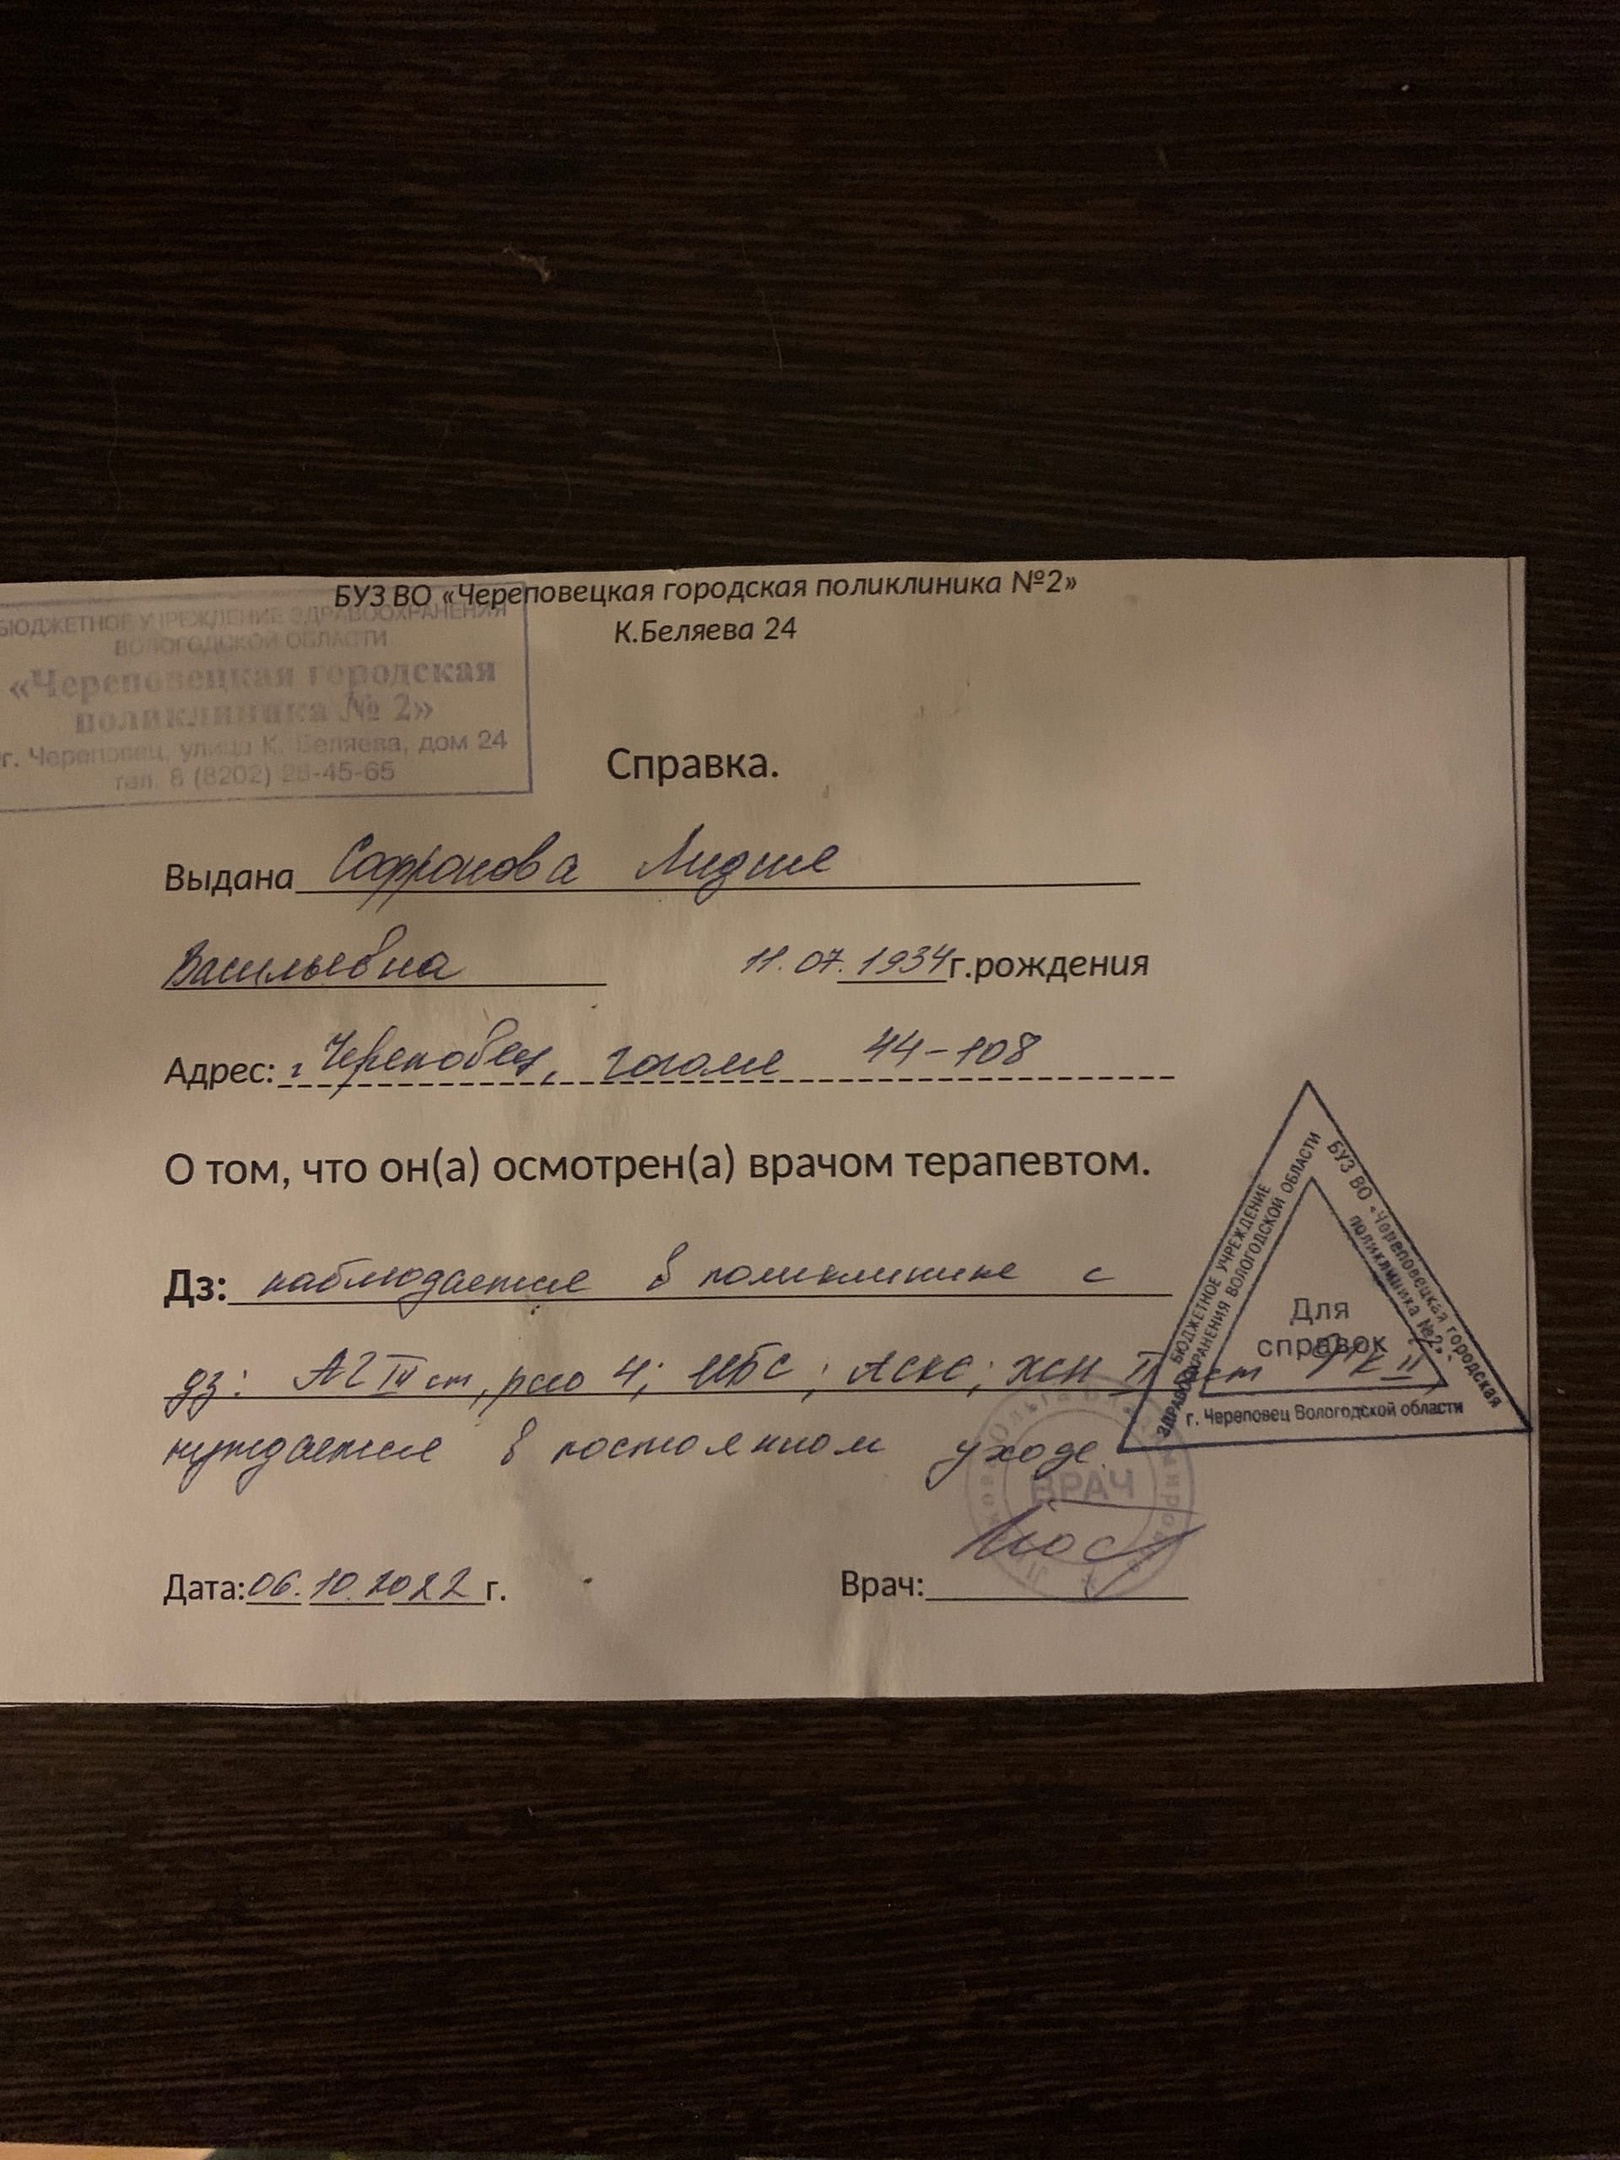 БУЗ ВО «Череповецкая городская поликлиника №2»
К.Беляева 24
БЮДЖЕТНОЕ УЧРЕЖДЕНИЕ ЗДРАВООХРАНЕНИЯ
ВОЛОГОДСКОЙ ОБЛАСТИ
«Череповецкая городская
поликлиника № 2»
г. Череповец, улица К. Беляева, дом 24
тел. 8 (8202) 28-45-65
Справка.
Выдана Софронова Лидия
Васильевна 11.07.1934 г.рождения
Адрес: г Череповец, гоголя 44-108
О том, что он(а) осмотрен(а) врачом терапевтом.
Дз: наблюдается в поликлинике с
дз: АГ III ст, риск 4; ИБС; АСКС; ХСН II ст ФК II
нуждается в постоянном уходе.
БЮДЖЕТНОЕ УЧРЕЖДЕНИЕ
ЗДРАВООХРАНЕНИЯ ВОЛОГОДСКОЙ ОБЛАСТИ
БУЗ ВО «Череповецкая городская
поликлиника №2»
Для
справок
г. Череповец Вологодской области
ВРАЧ
Дата: 06.10.2022 г. Врач: